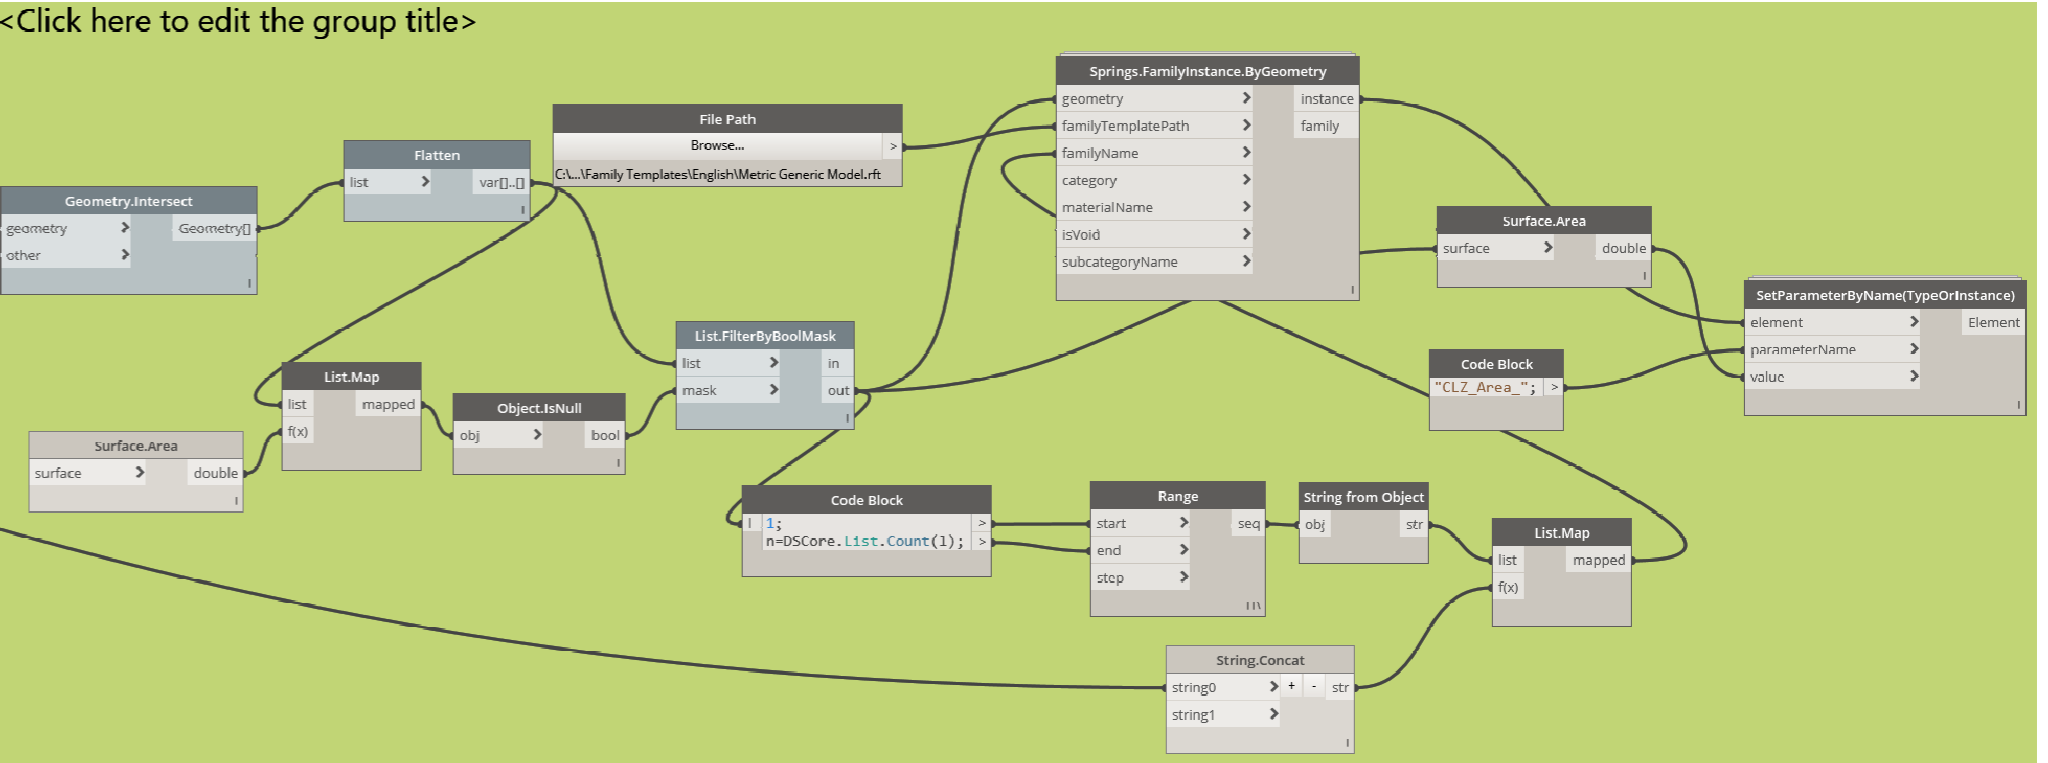 <Click here to edit the group title>
Geometry.Intersect
geometry > Geometry[]
other >
Flatten
list > var[]..[]
File Path
Browse... >
C:\...\Family Templates\English\Metric Generic Model.rft
Springs.FamilyInstance.ByGeometry
geometry > instance
familyTemplatePath > family
familyName >
category >
materialName >
isVoid >
subcategoryName >
Surface.Area
surface > double
SetParameterByName(TypeOrInstance)
element > Element
parameterName >
value >
Code Block
"CLZ_Area_"; >
List.FilterByBoolMask
list > in
mask > out
List.Map
list mapped
f(x)
Object.IsNull
obj > bool
Surface.Area
surface > double
Code Block
l 1; >
n=DSCore.List.Count(l); >
Range
start > seq
end >
step >
String from Object
obj str
List.Map
list mapped
f(x)
String.Concat
string0 > + - str
string1 >